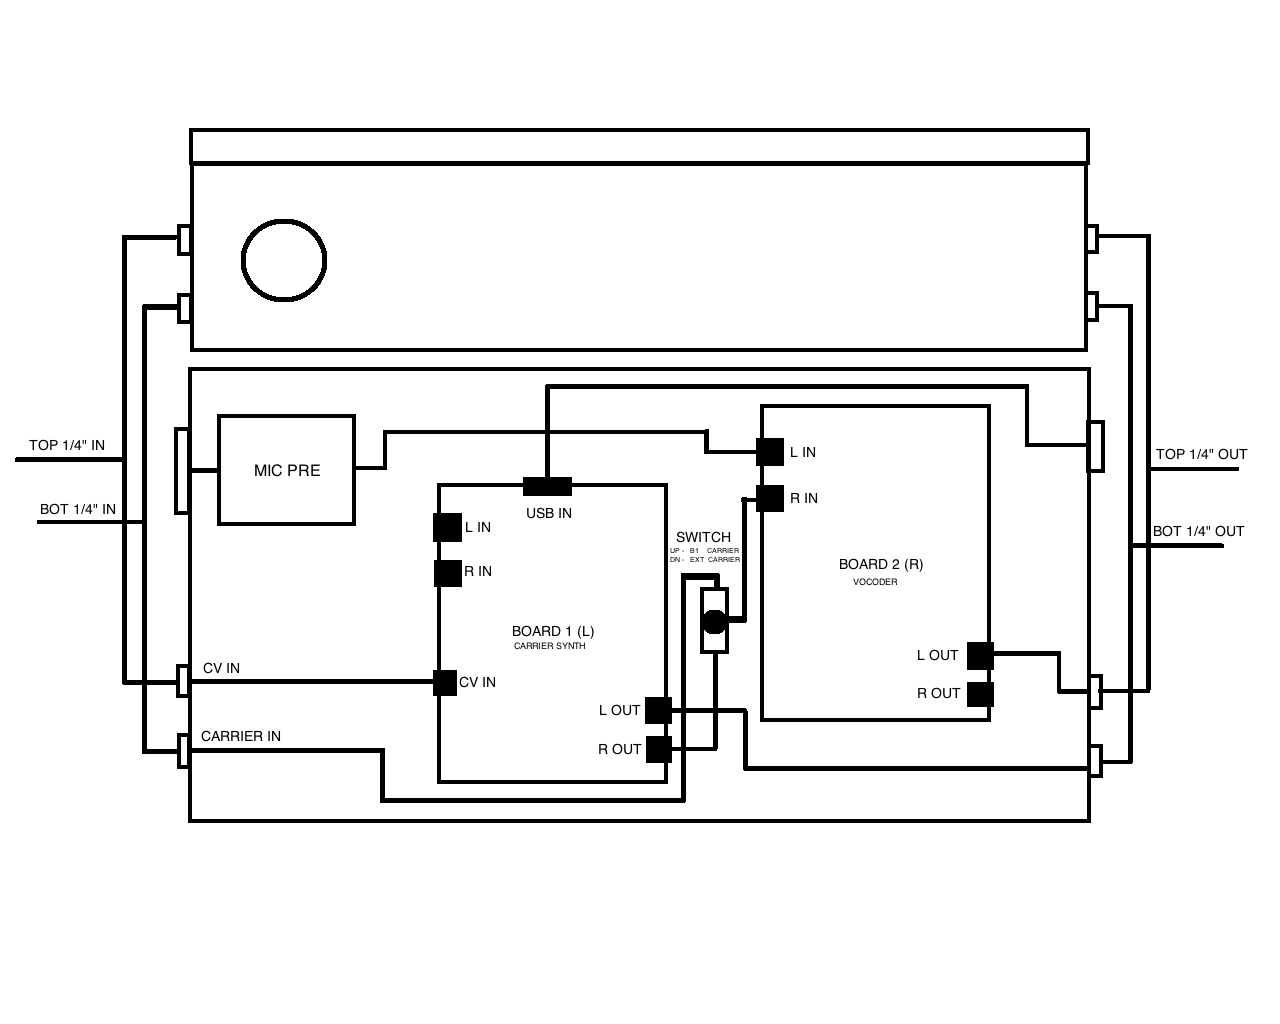 TOP 1/4" IN
BOT 1/4" IN
MIC PRE
USB IN
L IN
R IN
BOARD 1 (L)
CARRIER SYNTH
CV IN
CV IN
CARRIER IN
L OUT
R OUT
SWITCH
UP - B1 CARRIER
DN - EXT CARRIER
L IN
R IN
BOARD 2 (R)
VOCODER
L OUT
R OUT
TOP 1/4" OUT
BOT 1/4" OUT